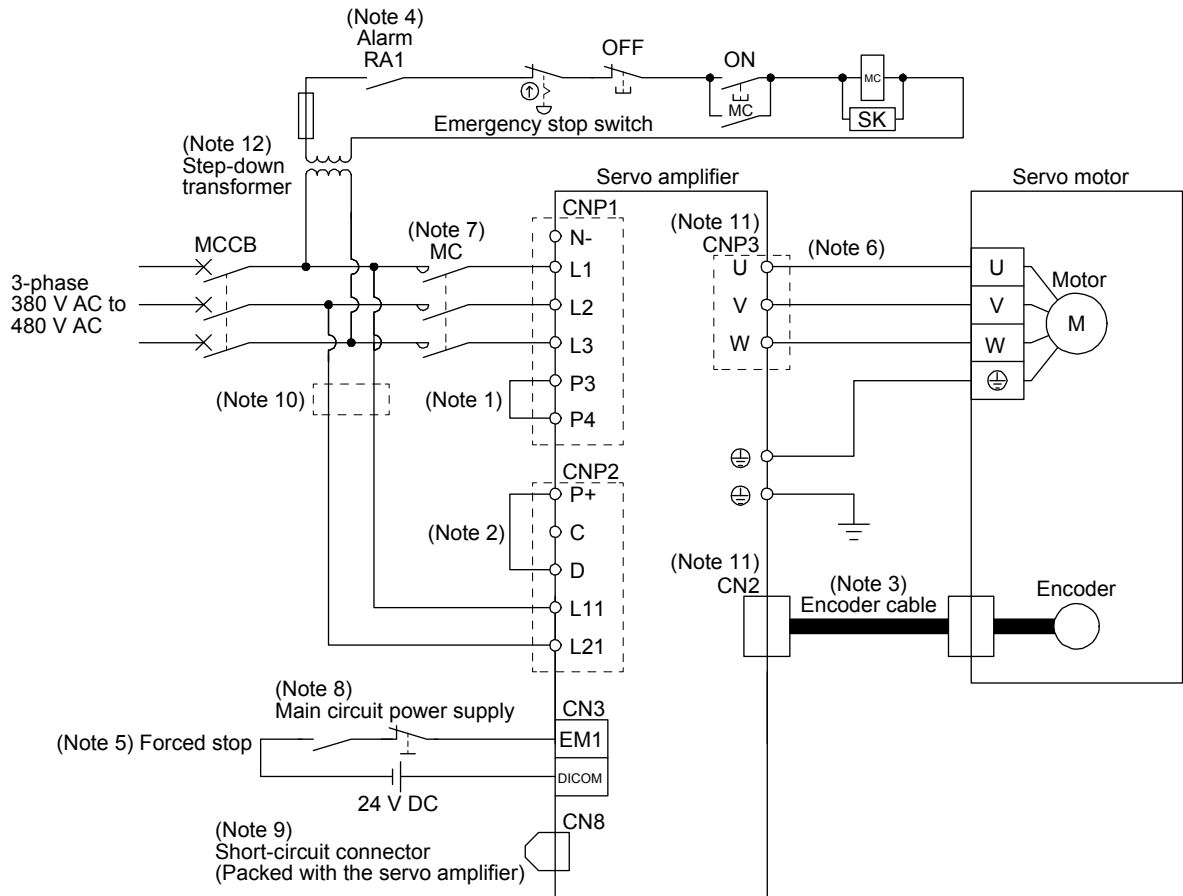 (Note 4)
Alarm
RA1
OFF
ON
MC
MC
SK
Emergency stop switch
(Note 12)
Step-down
transformer
Servo amplifier
Servo motor
CNP1
(Note 11)
CNP3
(Note 6)
(Note 7)
MC
MCCB
N-
L1
L2
L3
P3
P4
U
V
W
U
V
W
Motor
M
3-phase
380 V AC to
480 V AC
(Note 10)
(Note 1)
CNP2
P+
C
D
L11
L21
(Note 2)
(Note 11)
CN2
(Note 3)
Encoder cable
Encoder
(Note 8)
Main circuit power supply
CN3
EM1
DICOM
(Note 5) Forced stop
24 V DC
(Note 9)
Short-circuit connector
(Packed with the servo amplifier)
CN8